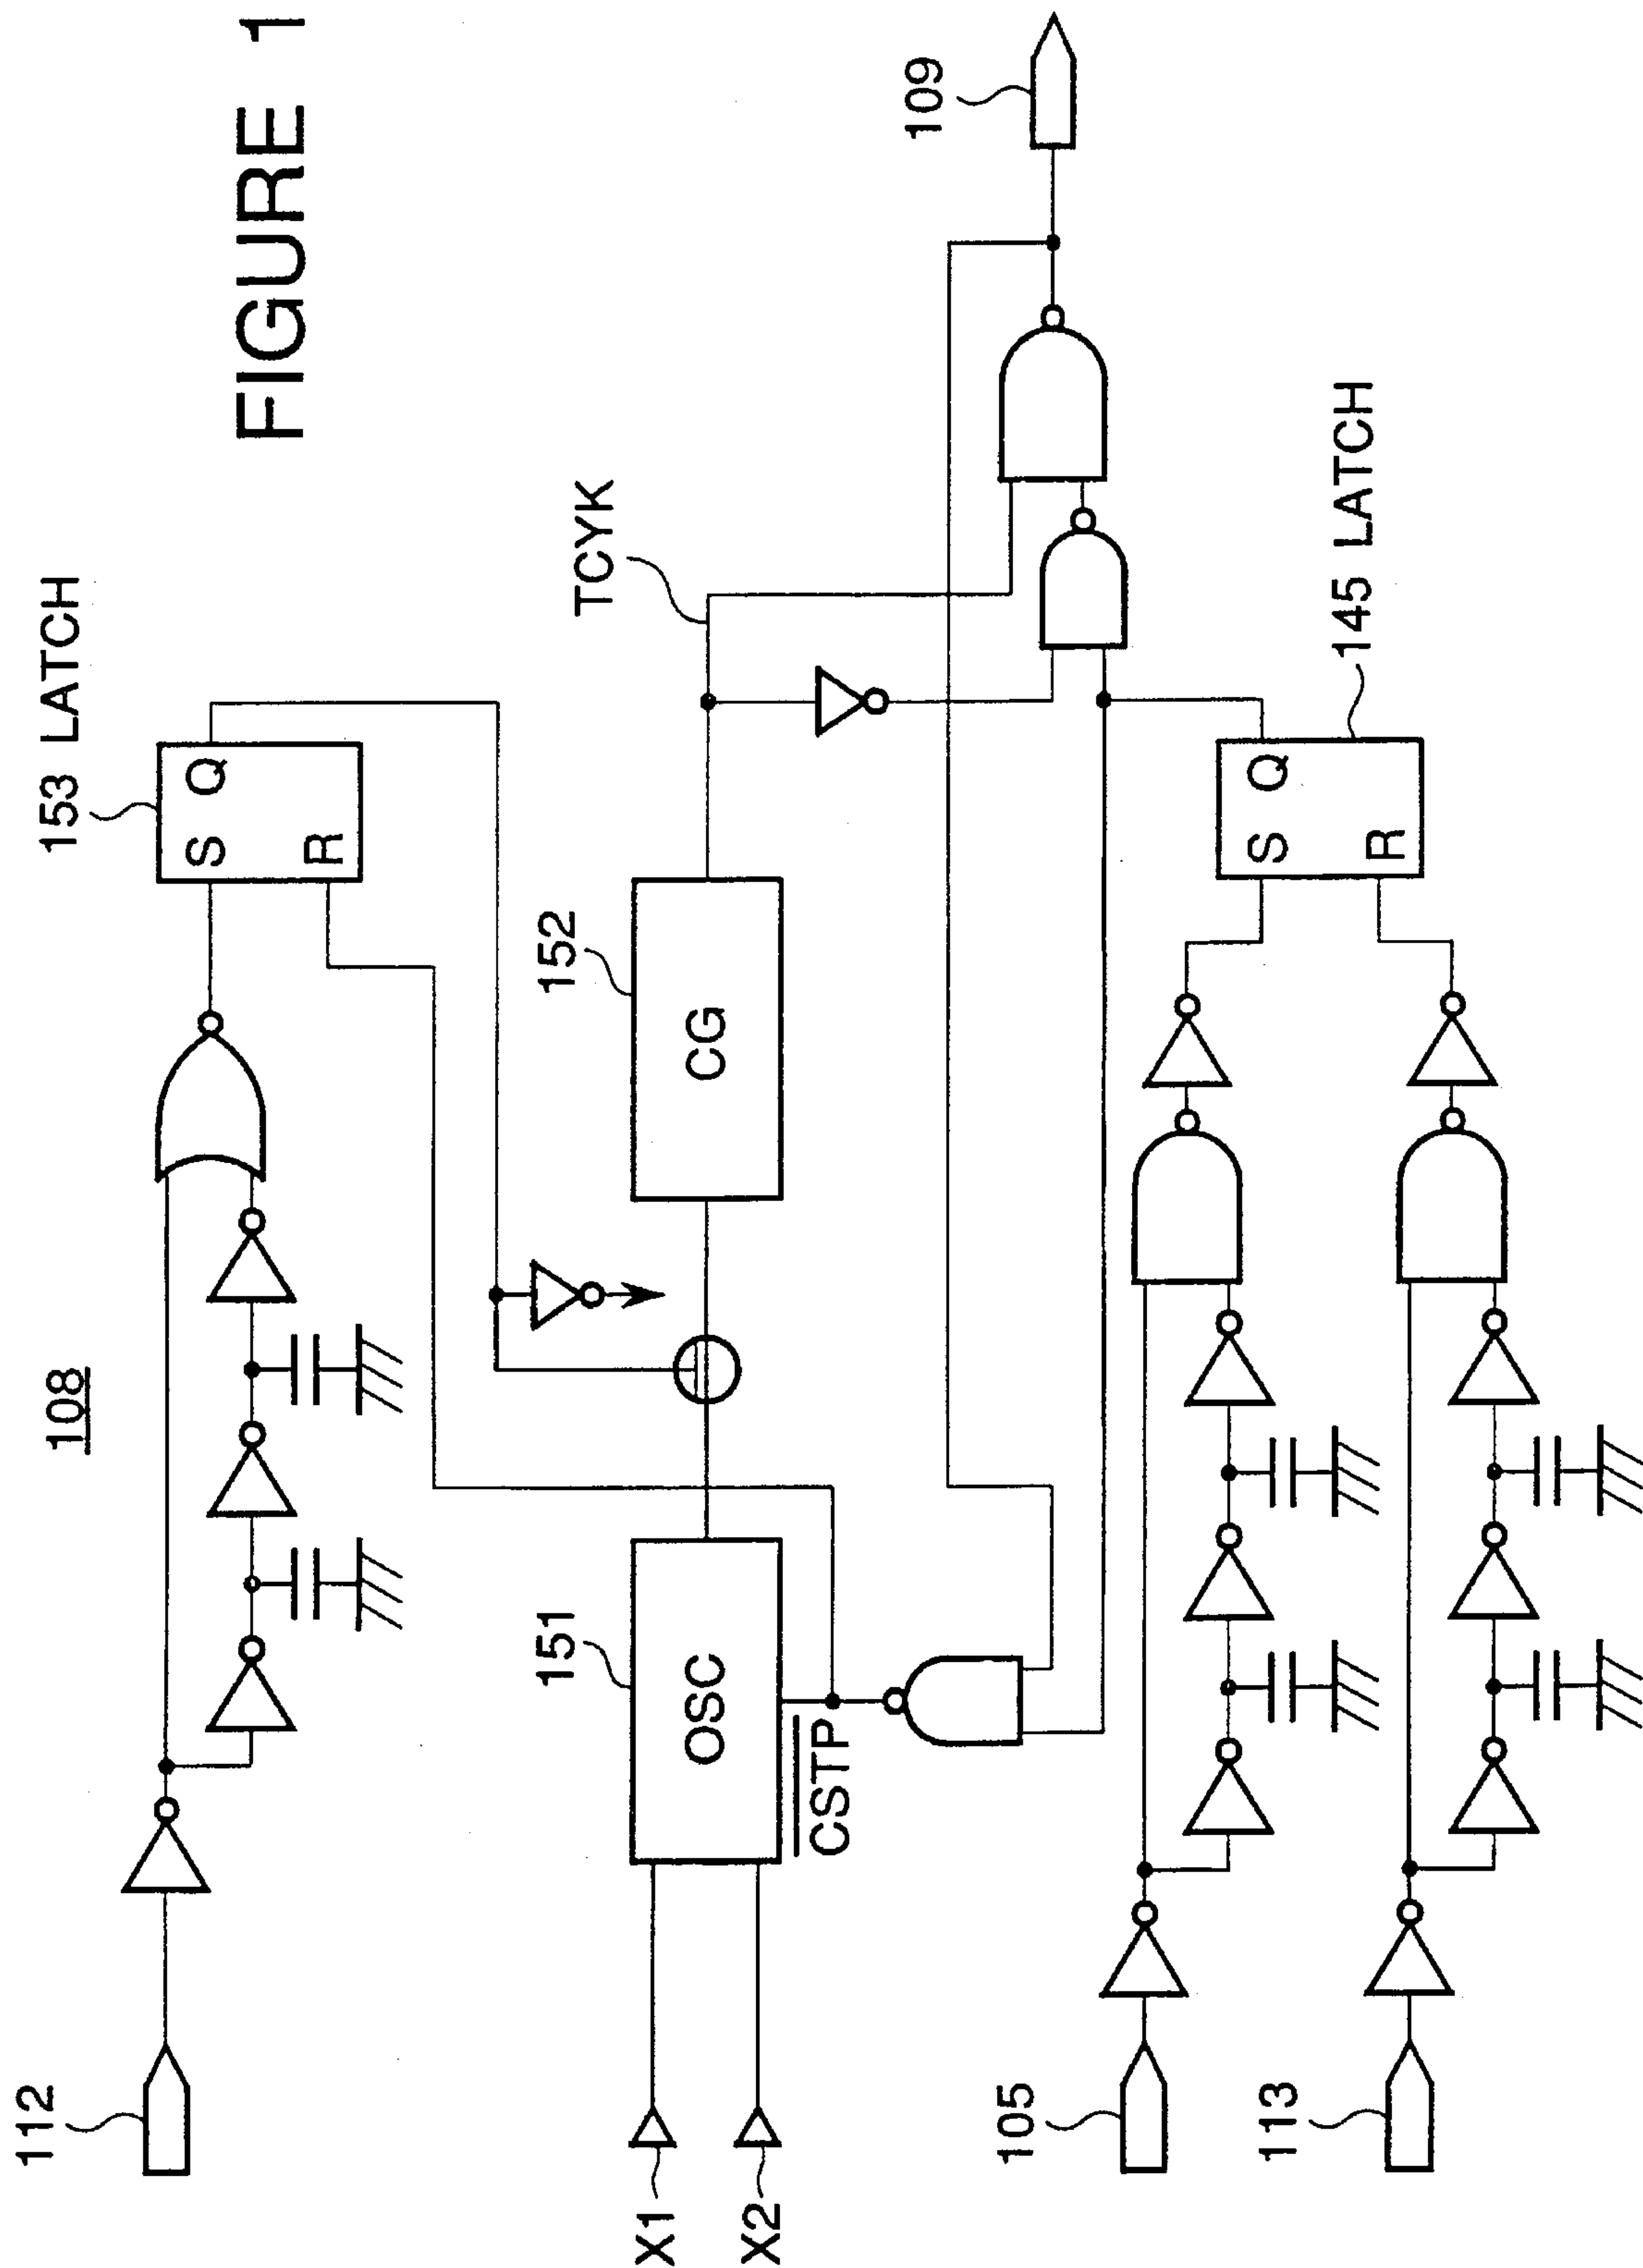 FIGURE 1
108
112
153 LATCH
S Q
R
TCYK
109
X1
X2
151
OSC
CSTP
152
CG
105
113
S Q
R
145 LATCH